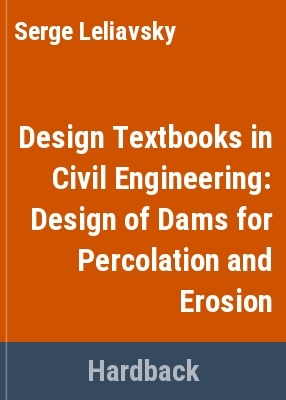 Serge Leliavsky
Design Textbooks in
Civil Engineering:
Design of Dams for
Percolation and
Erosion
Hardback